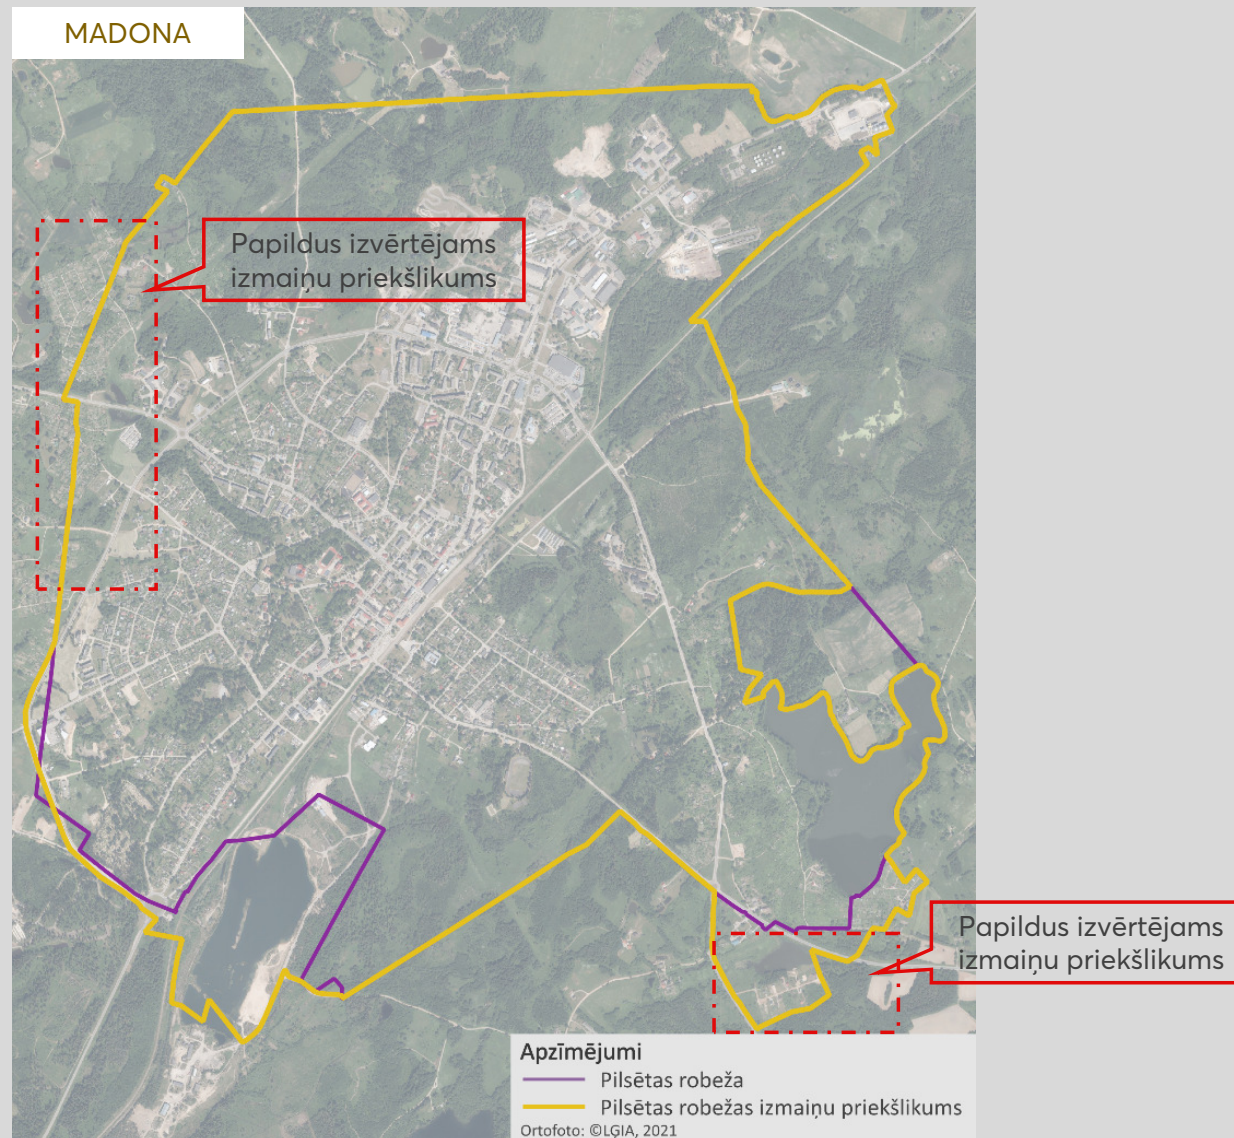 MADONA
Papildus izvērtējams
izmaiņu priekšlikums
Papildus izvērtējams
izmaiņu priekšlikums
Apzīmējumi
Pilsētas robeža
Pilsētas robežas izmaiņu priekšlikums
Ortofoto: ©LĢIA, 2021